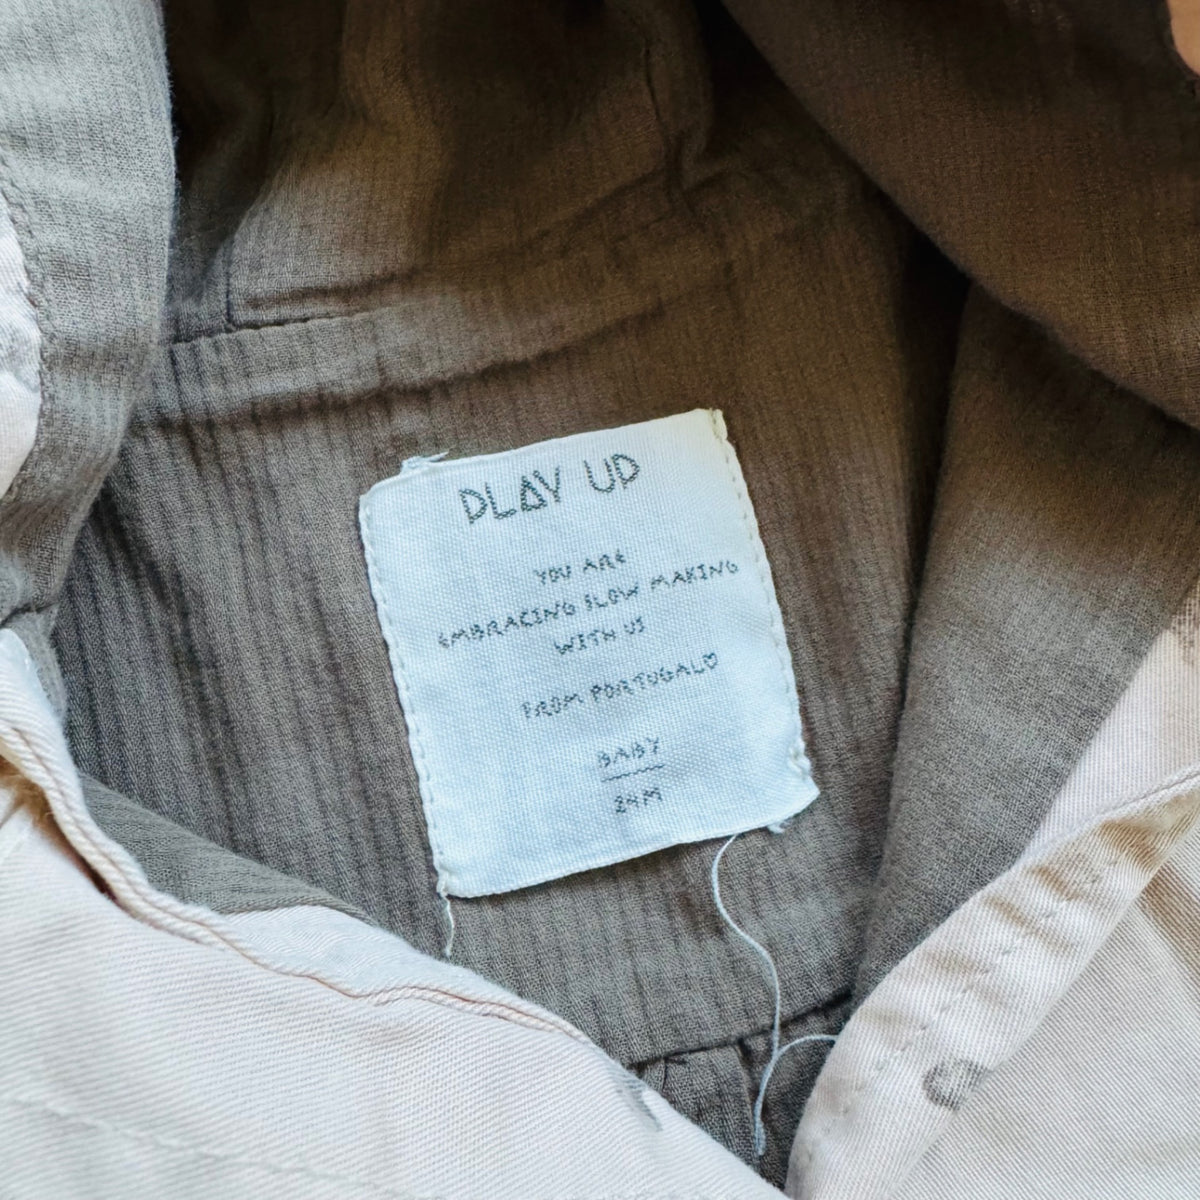 PLAY UP
YOU ARE
EMBRACING SLOW MAKING
WITH US
FROM PORTUGAL♡
BABY
24M